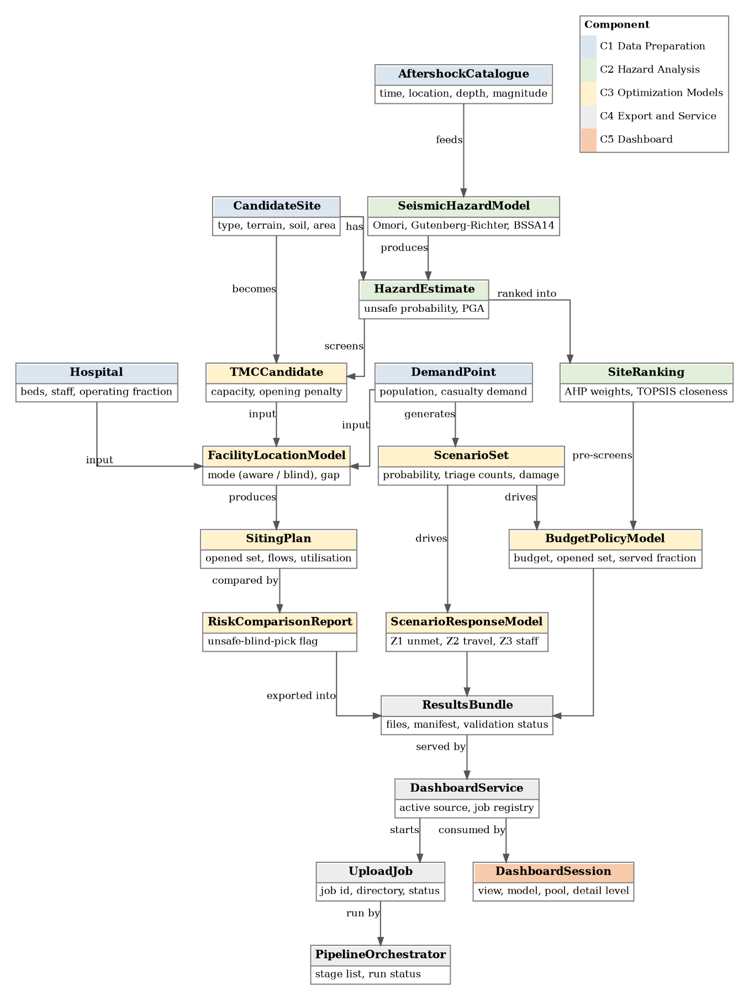 Component
C1 Data Preparation
C2 Hazard Analysis
C3 Optimization Models
C4 Export and Service
C5 Dashboard
AftershockCatalogue
time, location, depth, magnitude
feeds
CandidateSite
type, terrain, soil, area
has
SeismicHazardModel
Omori, Gutenberg-Richter, BSSA14
produces
becomes
HazardEstimate
unsafe probability, PGA
ranked into
screens
Hospital
beds, staff, operating fraction
TMCCandidate
capacity, opening penalty
DemandPoint
population, casualty demand
SiteRanking
AHP weights, TOPSIS closeness
input
input
generates
input
pre-screens
FacilityLocationModel
mode (aware / blind), gap
ScenarioSet
probability, triage counts, damage
produces
drives
drives
SitingPlan
opened set, flows, utilisation
BudgetPolicyModel
budget, opened set, served fraction
compared by
RiskComparisonReport
unsafe-blind-pick flag
ScenarioResponseModel
Z1 unmet, Z2 travel, Z3 staff
exported into
ResultsBundle
files, manifest, validation status
served by
DashboardService
active source, job registry
starts
consumed by
UploadJob
job id, directory, status
DashboardSession
view, model, pool, detail level
run by
PipelineOrchestrator
stage list, run status